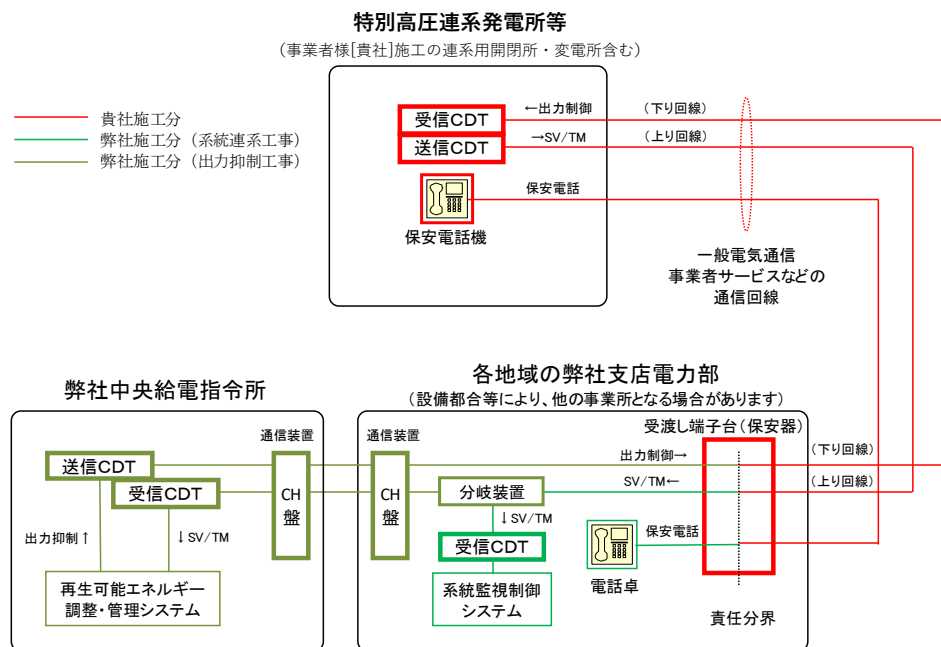 特別高圧連系発電所等
(事業者様[貴社]施工の連系用開閉所・変電所含む)
貴社施工分
弊社施工分(系統連系工事)
弊社施工分(出力抑制工事)
受信CDT
←出力制御
(下り回線)
送信CDT
→SV/TM
(上り回線)
保安電話
保安電話機
一般電気通信
事業者サービスなどの
通信回線
弊社中央給電指令所
各地域の弊社支店電力部
(設備都合等により、他の事業所となる場合があります)
通信装置
通信装置
受渡し端子台(保安器)
送信CDT
受信CDT
CH
盤
CH
盤
出力制御→
(下り回線)
SV/TM←
(上り回線)
分岐装置
出力抑制↑
↓SV/TM
↓SV/TM
受信CDT
保安電話
電話卓
再生可能エネルギー
調整・管理システム
系統監視制御
システム
責任分界